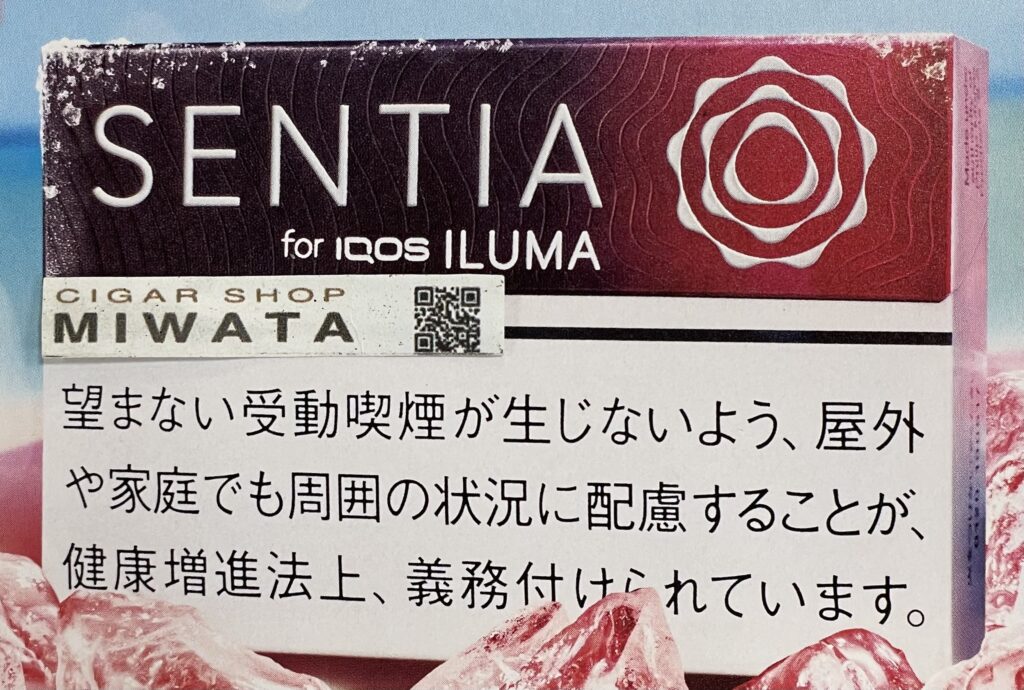 SENTIA
for IQOS ILUMA
CIGAR SHOP
MIWATA
望まない受動喫煙が生じないよう、屋外
や家庭でも周囲の状況に配慮することが、
健康増進法上、義務付けられています。